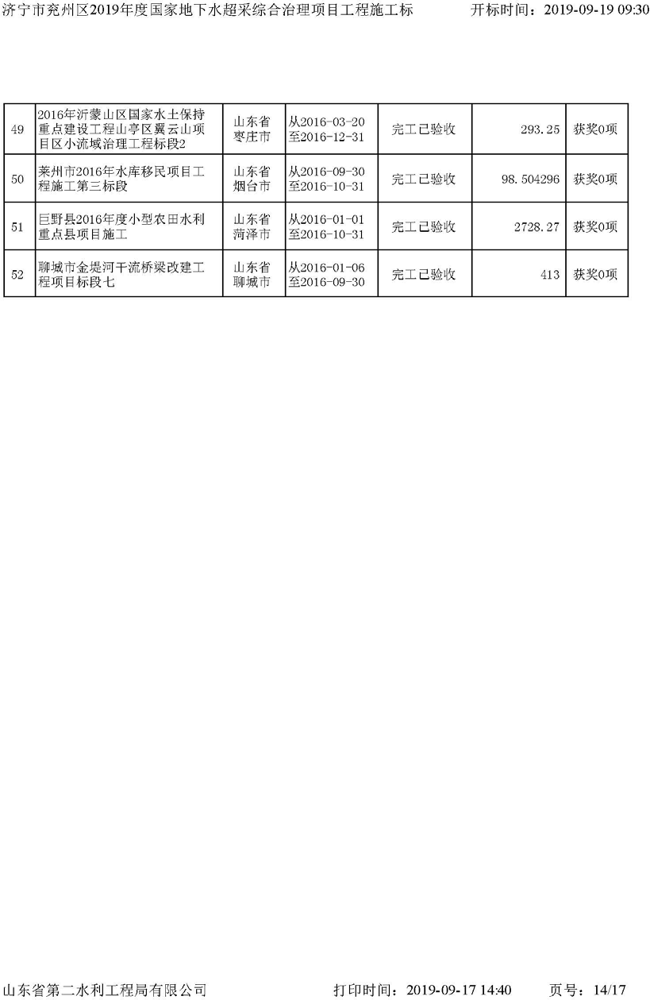 济宁市兖州区2019年度国家地下水超采综合治理项目工程施工标 开标时间：2019-09-19 09:30
49 2016年沂蒙山区国家水土保持重点建设工程山亭区翼云山项目区小流域治理工程标段2 山东省枣庄市 从2016-03-20至2016-12-31 完工已验收 293.25 获奖0项
50 莱州市2016年水库移民项目工程施工第三标段 山东省烟台市 从2016-09-30至2016-10-31 完工已验收 98.504296 获奖0项
51 巨野县2016年度小型农田水利重点县项目施工 山东省菏泽市 从2016-01-01至2016-10-31 完工已验收 2728.27 获奖0项
52 聊城市金堤河干流桥梁改建工程项目标段七 山东省聊城市 从2016-01-06至2016-09-30 完工已验收 413 获奖0项
山东省第二水利工程局有限公司 打印时间：2019-09-17 14:40 页号：14/17